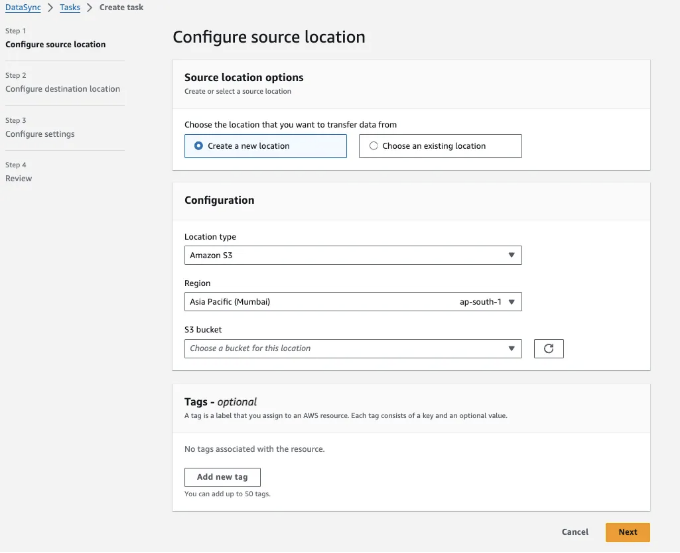 DataSync > Tasks > Create task
Step 1
Configure source location
Step 2
Configure destination location
Step 3
Configure settings
Step 4
Review
Configure source location
Source location options
Create or select a source location
Choose the location that you want to transfer data from
Create a new location
Choose an existing location
Configuration
Location type
Amazon S3
Region
Asia Pacific (Mumbai) ap-south-1
S3 bucket
Choose a bucket for this location
Tags - optional
A tag is a label that you assign to an AWS resource. Each tag consists of a key and an optional value.
No tags associated with the resource.
Add new tag
You can add up to 50 tags.
Cancel
Next